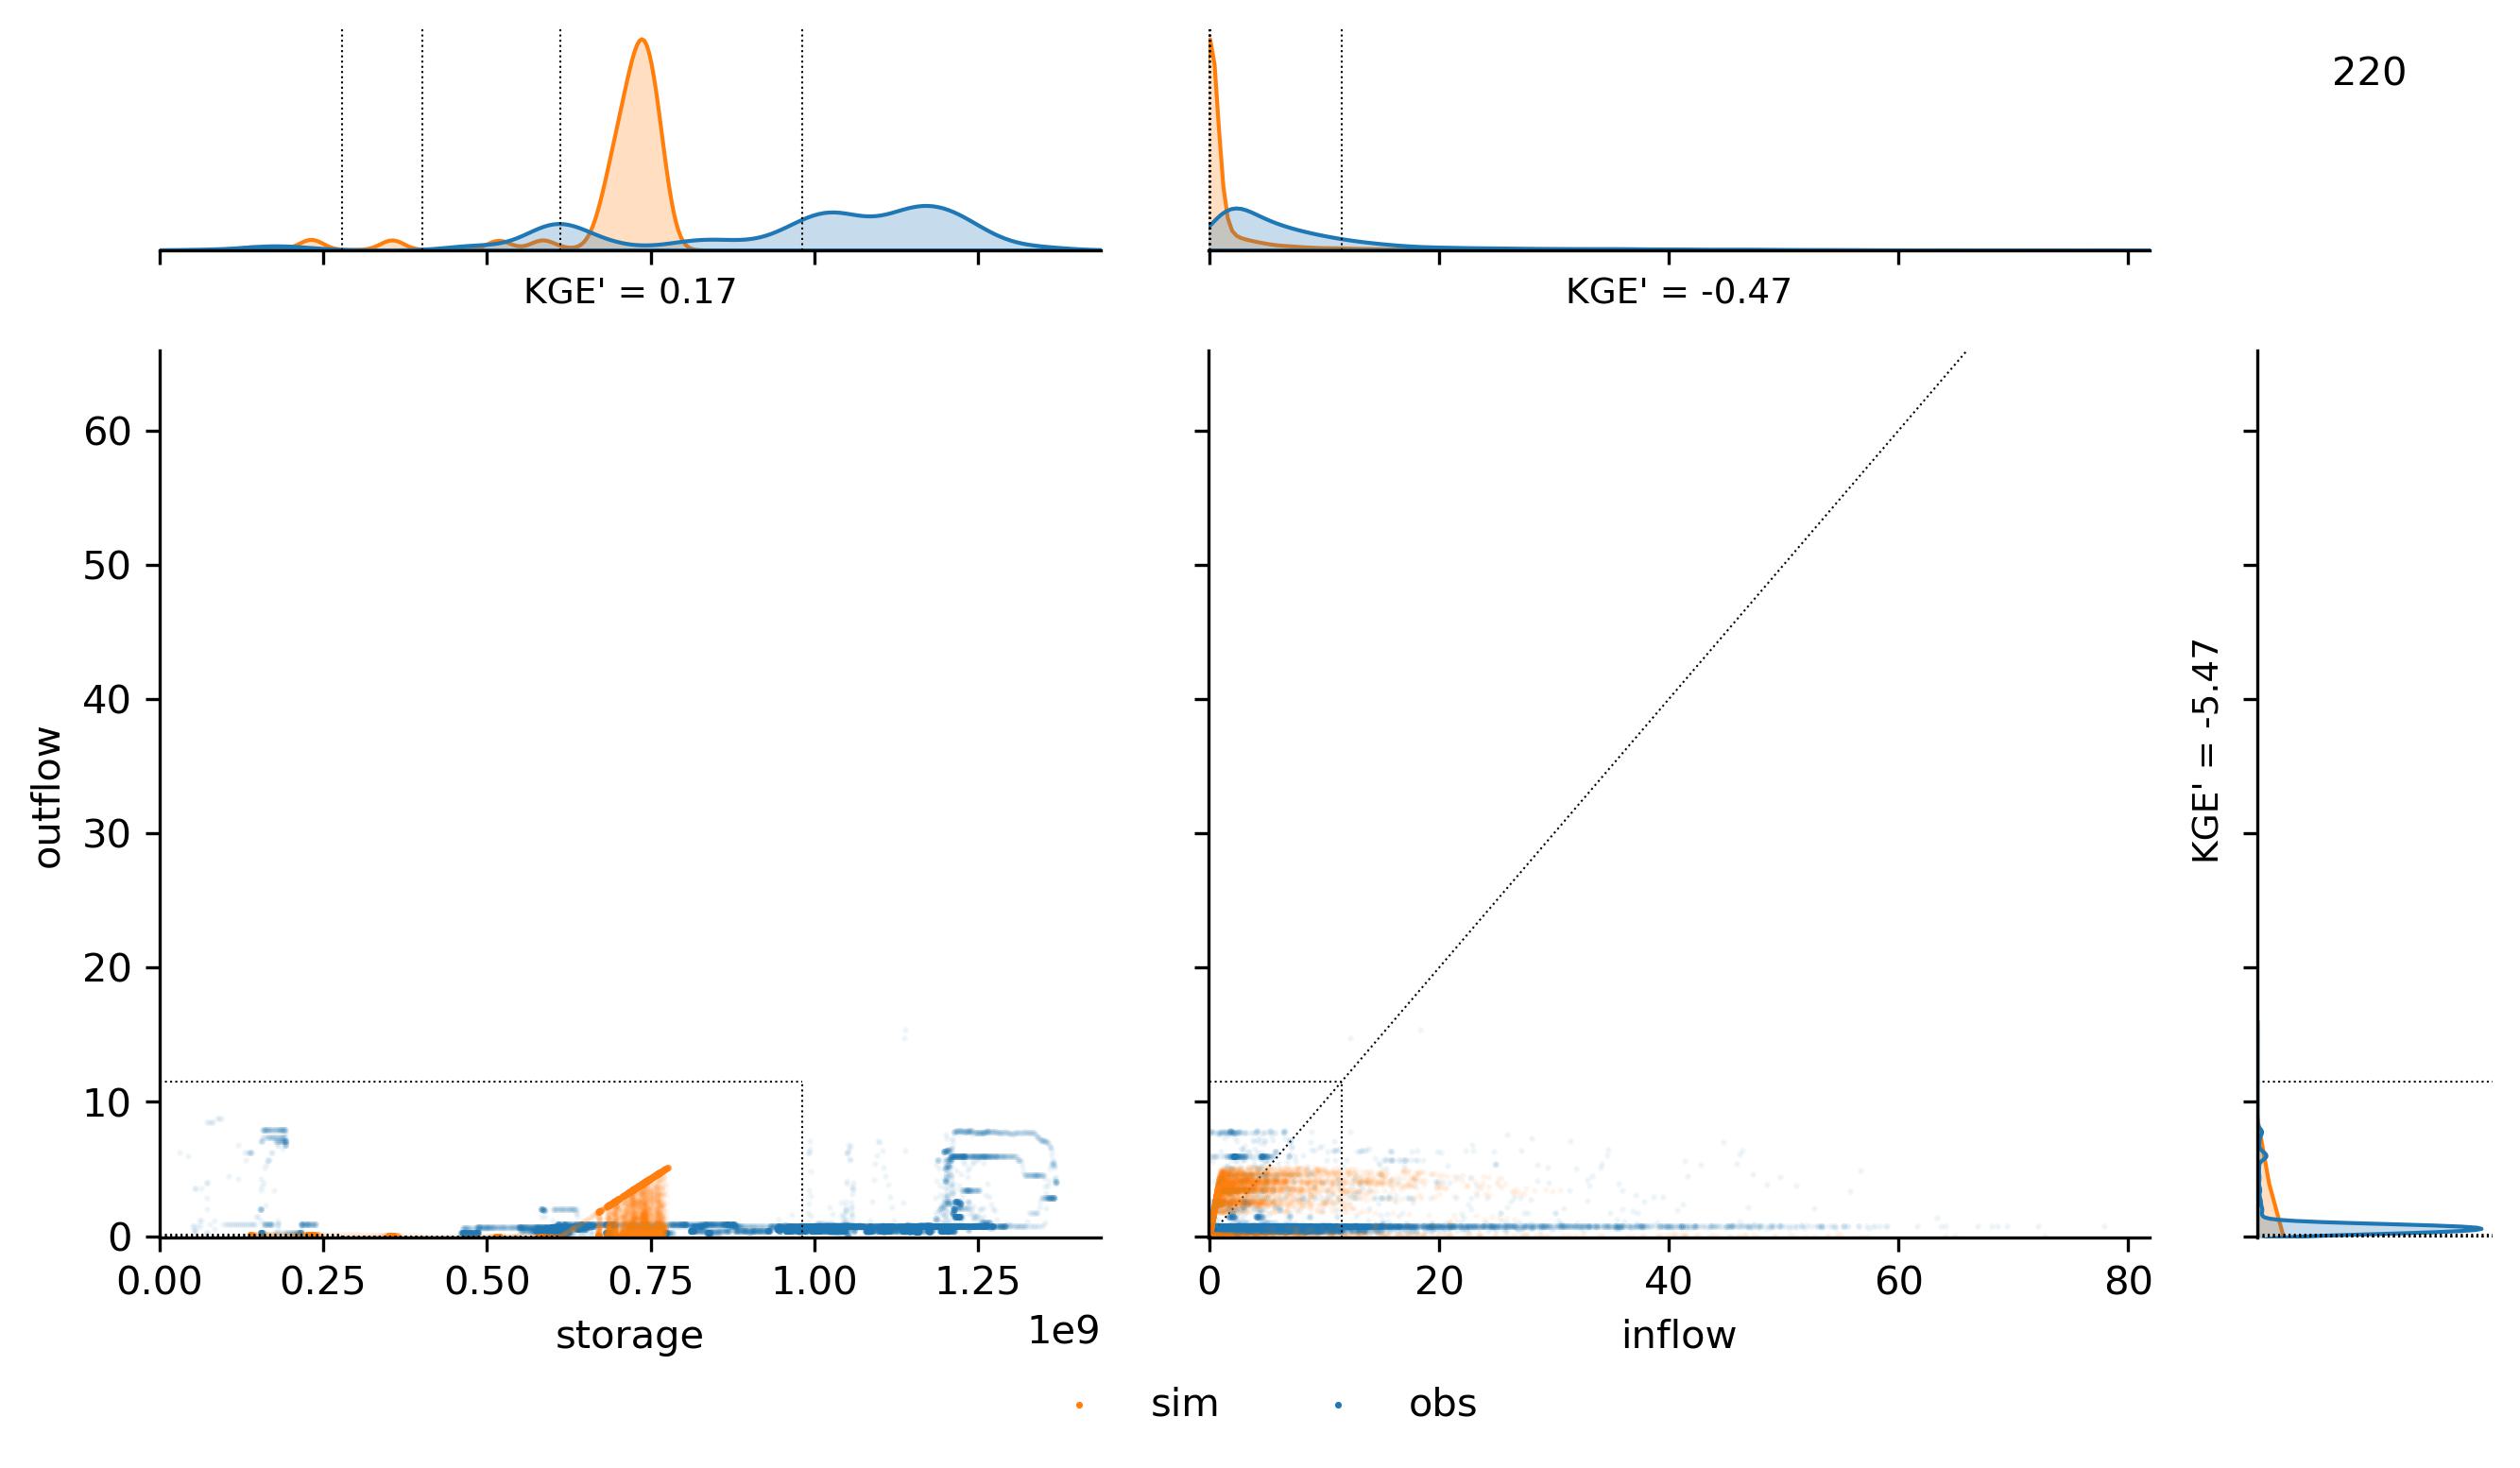 220
KGE' = 0.17
KGE' = -0.47
60
50
40
30
20
10
0
outflow
KGE' = -5.47
0.00 0.25 0.50 0.75 1.00 1.25
1e9
storage
0 20 40 60 80
inflow
sim obs